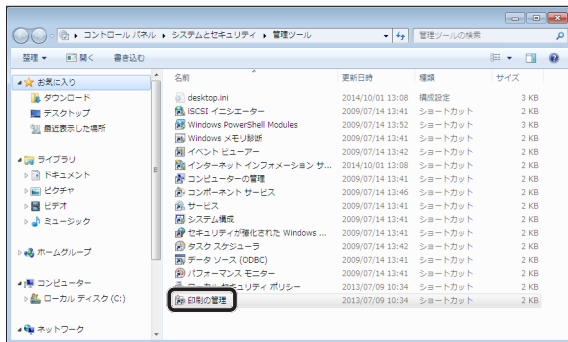 コントロール パネル ▸ システムとセキュリティ ▸ 管理ツール
管理ツールの検索
整理 開く 書き込む
名前 更新日時 種類 サイズ
お気に入り
ダウンロード
デスクトップ
最近表示した場所
ライブラリ
ドキュメント
ピクチャ
ビデオ
ミュージック
ホームグループ
コンピューター
ローカル ディスク (C:)
ネットワーク
desktop.ini 2014/10/01 13:08 構成設定 3 KB
iSCSI イニシエーター 2009/07/14 13:41 ショートカット 2 KB
Windows PowerShell Modules 2009/07/14 13:52 ショートカット 3 KB
Windows メモリ診断 2009/07/14 13:41 ショートカット 2 KB
イベント ビューアー 2009/07/14 13:42 ショートカット 2 KB
インターネット インフォメーション サ... 2014/10/01 13:08 ショートカット 2 KB
コンピューターの管理 2009/07/14 13:41 ショートカット 2 KB
コンポーネント サービス 2009/07/14 13:46 ショートカット 2 KB
サービス 2009/07/14 13:41 ショートカット 2 KB
システム構成 2009/07/14 13:41 ショートカット 2 KB
セキュリティが強化された Windows ... 2009/07/14 13:41 ショートカット 2 KB
タスク スケジューラ 2009/07/14 13:42 ショートカット 2 KB
データ ソース (ODBC) 2009/07/14 13:41 ショートカット 2 KB
パフォーマンス モニター 2009/07/14 13:41 ショートカット 2 KB
ローカル セキュリティ ポリシー 2013/07/09 10:34 ショートカット 2 KB
印刷の管理 2013/07/09 10:34 ショートカット 2 KB